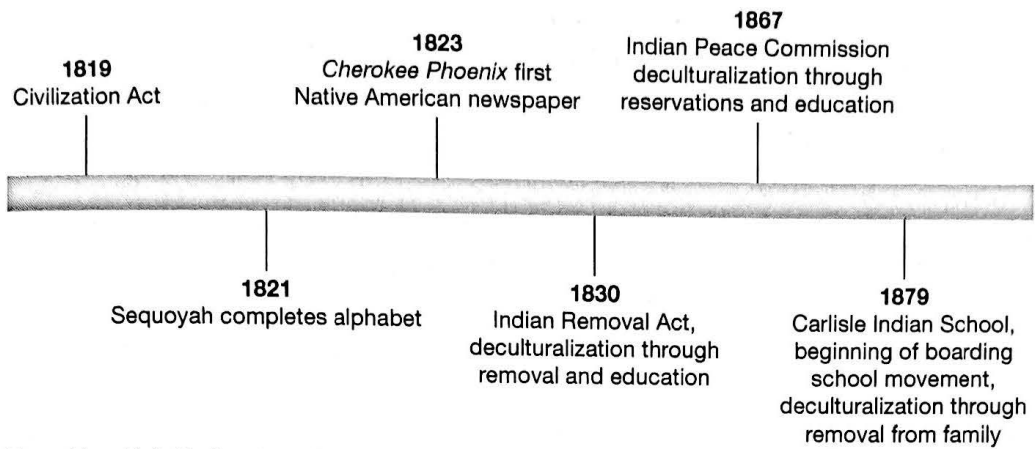 1819
Civilization Act
1823
Cherokee Phoenix first
Native American newspaper
1867
Indian Peace Commission
deculturalization through
reservations and education
1821
Sequoyah completes alphabet
1830
Indian Removal Act,
deculturalization through
removal and education
1879
Carlisle Indian School,
beginning of boarding
school movement,
deculturalization through
removal from family